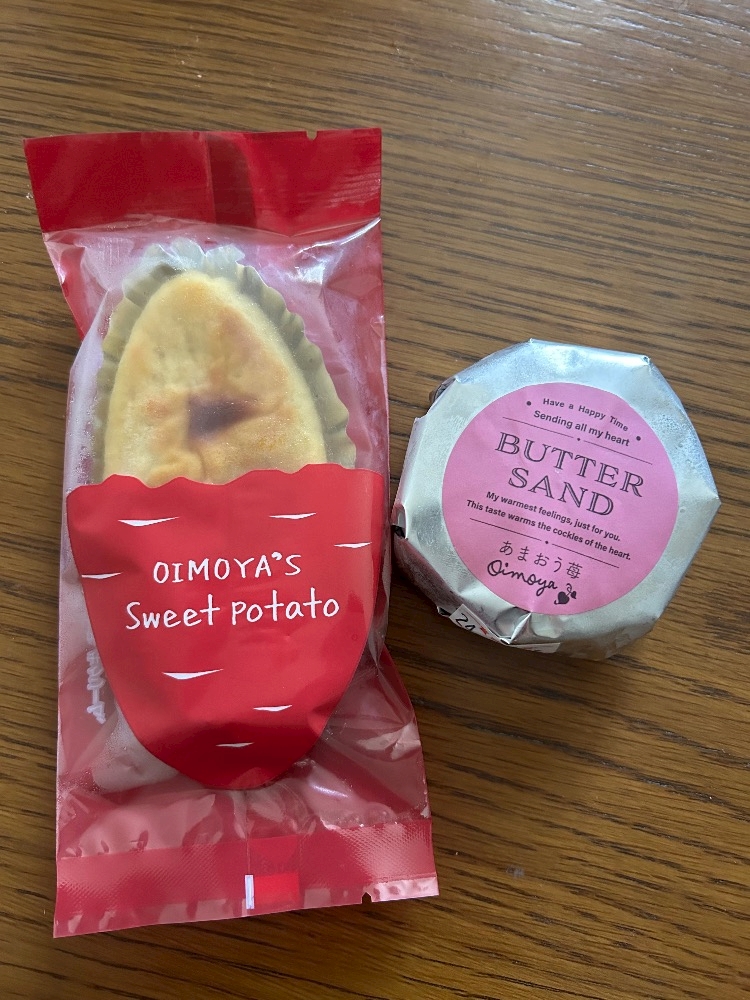 OIMOYA'S
Sweet Potato
Have a Happy Time
Sending all my heart
BUTTER
SAND
My warmest feelings, just for you.
This taste warms the cockles of the heart.
あまおう苺
Oimoya